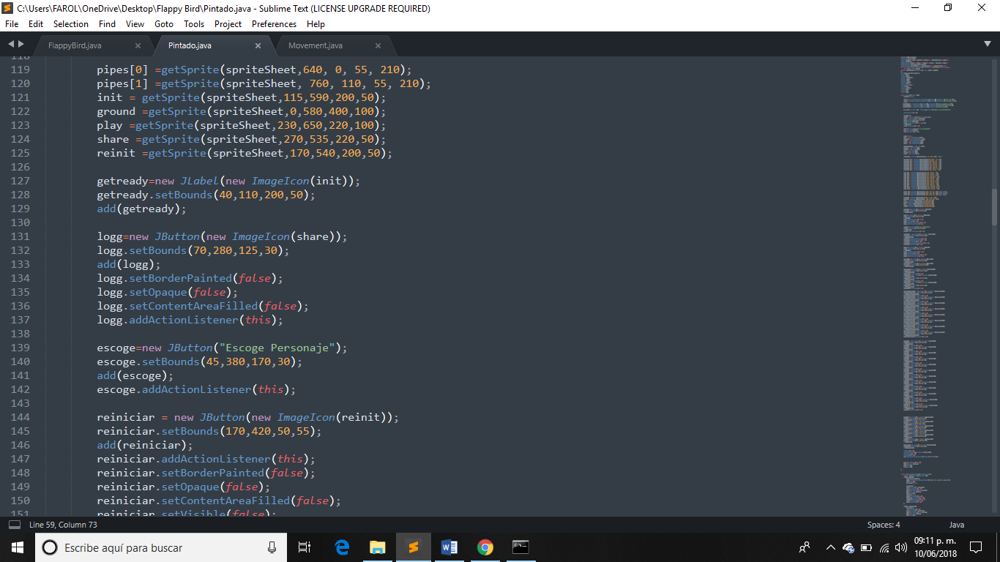 C:\Users\FAROL\OneDrive\Desktop\Flappy Bird\Pintado.java - Sublime Text (LICENSE UPGRADE REQUIRED)
File Edit Selection Find View Goto Tools Project Preferences Help
FlappyBird.java Pintado.java Movement.java
118
119 pipes[0] =getSprite(spriteSheet,640, 0, 55, 210);
120 pipes[1] =getSprite(spriteSheet, 760, 110, 55, 210);
121 init = getSprite(spriteSheet,115,590,200,50);
122 ground =getSprite(spriteSheet,0,580,400,100);
123 play =getSprite(spriteSheet,230,650,220,100);
124 share =getSprite(spriteSheet,270,535,220,50);
125 reinit =getSprite(spriteSheet,170,540,200,50);
126
127 getready=new JLabel(new ImageIcon(init));
128 getready.setBounds(40,110,200,50);
129 add(getready);
130
131 logg=new JButton(new ImageIcon(share));
132 logg.setBounds(70,280,125,30);
133 add(logg);
134 logg.setBorderPainted(false);
135 logg.setOpaque(false);
136 logg.setContentAreaFilled(false);
137 logg.addActionListener(this);
138
139 escoge=new JButton("Escoge Personaje");
140 escoge.setBounds(45,380,170,30);
141 add(escoge);
142 escoge.addActionListener(this);
143
144 reiniciar = new JButton(new ImageIcon(reinit));
145 reiniciar.setBounds(170,420,50,55);
146 add(reiniciar);
147 reiniciar.addActionListener(this);
148 reiniciar.setBorderPainted(false);
149 reiniciar.setOpaque(false);
150 reiniciar.setContentAreaFilled(false);
151 reiniciar.setVisible(false);
Line 59, Column 73 Spaces: 4 Java
Escribe aquí para buscar
09:11 p. m.
10/06/2018